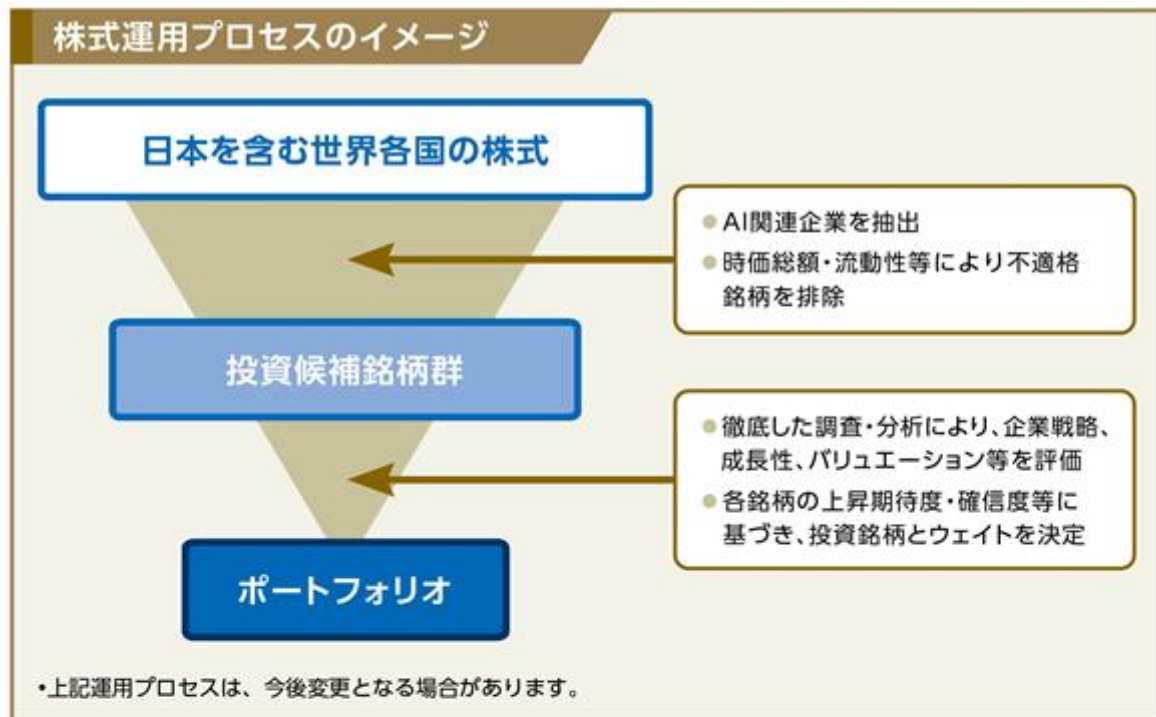 株式運用プロセスのイメージ
日本を含む世界各国の株式
●AI関連企業を抽出
●時価総額・流動性等により不適格
銘柄を排除
投資候補銘柄群
●徹底した調査・分析により、企業戦略、
成長性、バリュエーション等を評価
●各銘柄の上昇期待度・確信度等に
基づき、投資銘柄とウェイトを決定
ポートフォリオ
•上記運用プロセスは、今後変更となる場合があります。